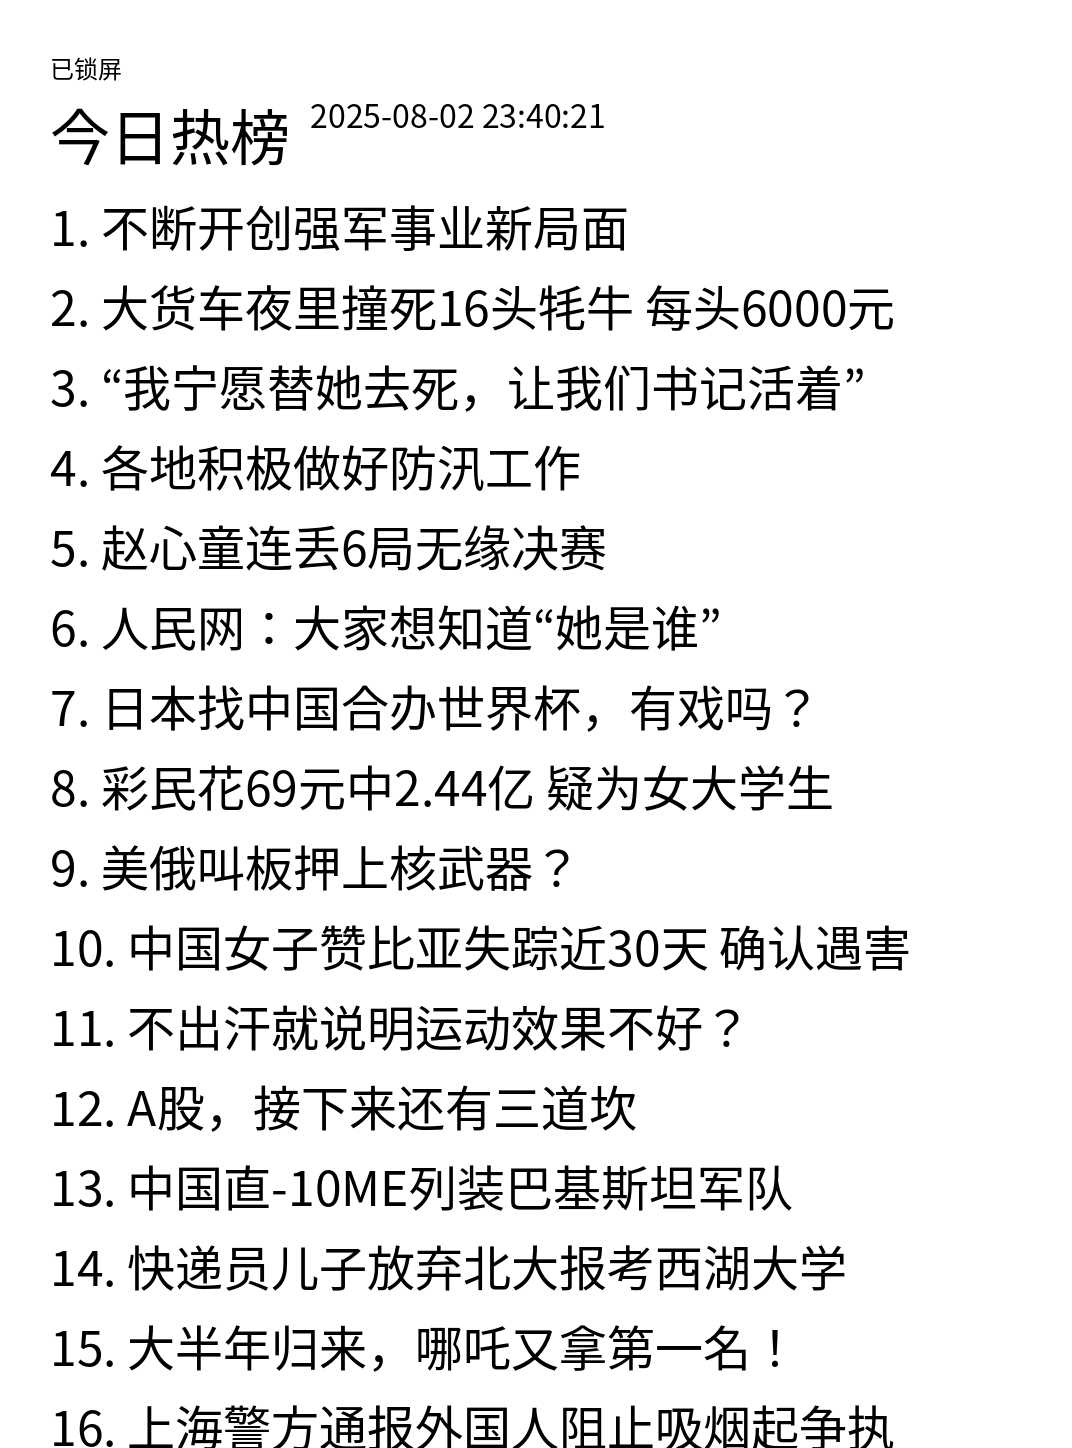 已锁屏
今日热榜 2025-08-02 23:40:21
1. 不断开创强军事业新局面
2. 大货车夜里撞死16头牦牛 每头6000元
3. “我宁愿替她去死，让我们书记活着”
4. 各地积极做好防汛工作
5. 赵心童连丢6局无缘决赛
6. 人民网：大家想知道“她是谁”
7. 日本找中国合办世界杯，有戏吗？
8. 彩民花69元中2.44亿 疑为女大学生
9. 美俄叫板押上核武器？
10. 中国女子赞比亚失踪近30天 确认遇害
11. 不出汗就说明运动效果不好？
12. A股，接下来还有三道坎
13. 中国直-10ME列装巴基斯坦军队
14. 快递员儿子放弃北大报考西湖大学
15. 大半年归来，哪吒又拿第一名！
16. 上海警方通报外国人阻止吸烟起争执